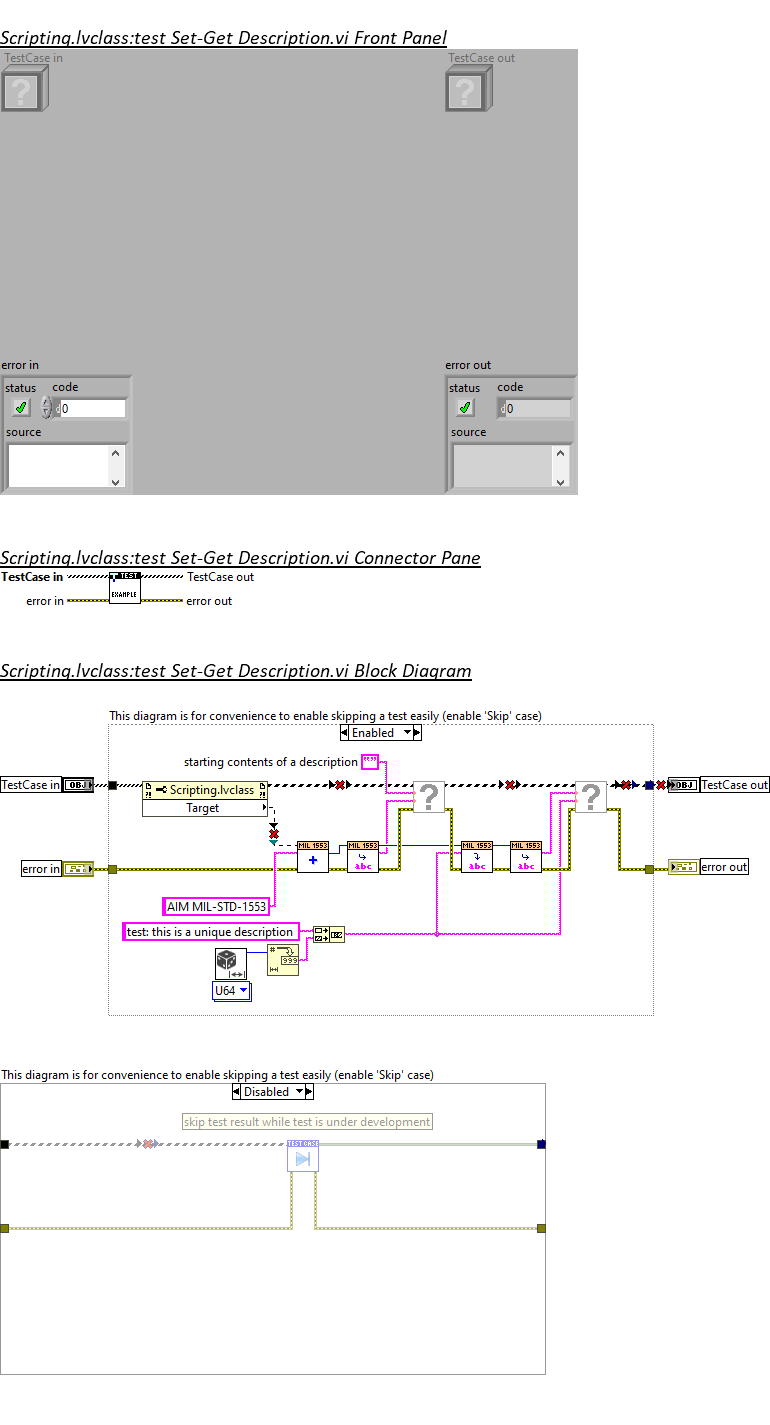 Scripting.lvclass:test Set-Get Description.vi Front Panel
TestCase in
TestCase out
?
?
error in
error out
status code
status code
d0
d0
source
source
Scripting.lvclass:test Set-Get Description.vi Connector Pane
TestCase in
TEST
TestCase out
error in
EXAMPLE
error out
Scripting.lvclass:test Set-Get Description.vi Block Diagram
This diagram is for convenience to enable skipping a test easily (enable 'Skip' case)
Enabled
starting contents of a description
""
TestCase in
OBJ
Scripting.lvclass
?
?
OBJ
TestCase out
Target
MIL 1553
MIL 1553
abc
MIL 1553
abc
MIL 1553
abc
error in
error out
AIM MIL-STD-1553
test: this is a unique description
#
999
U64
This diagram is for convenience to enable skipping a test easily (enable 'Skip' case)
Disabled
skip test result while test is under development
TEST CASE